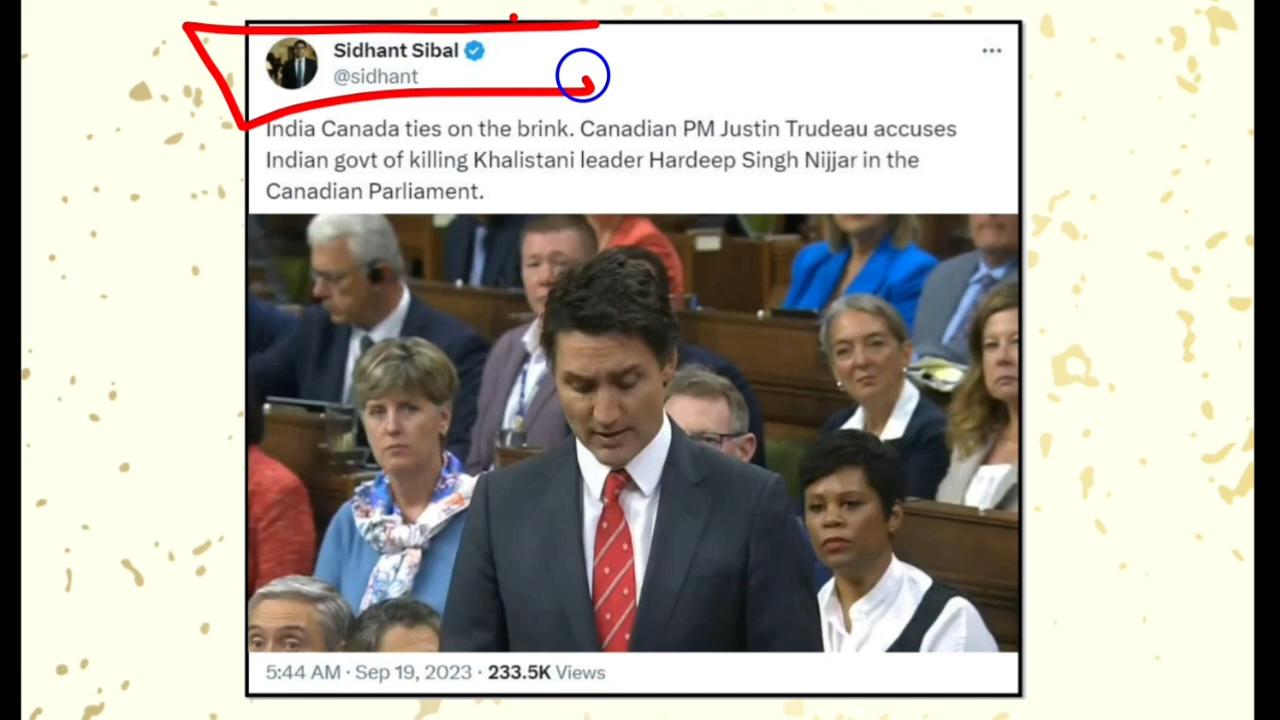 Sidhant Sibal
@sidhant
India Canada ties on the brink. Canadian PM Justin Trudeau accuses
Indian govt of killing Khalistani leader Hardeep Singh Nijjar in the
Canadian Parliament.
5:44 AM · Sep 19, 2023 · 233.5K Views